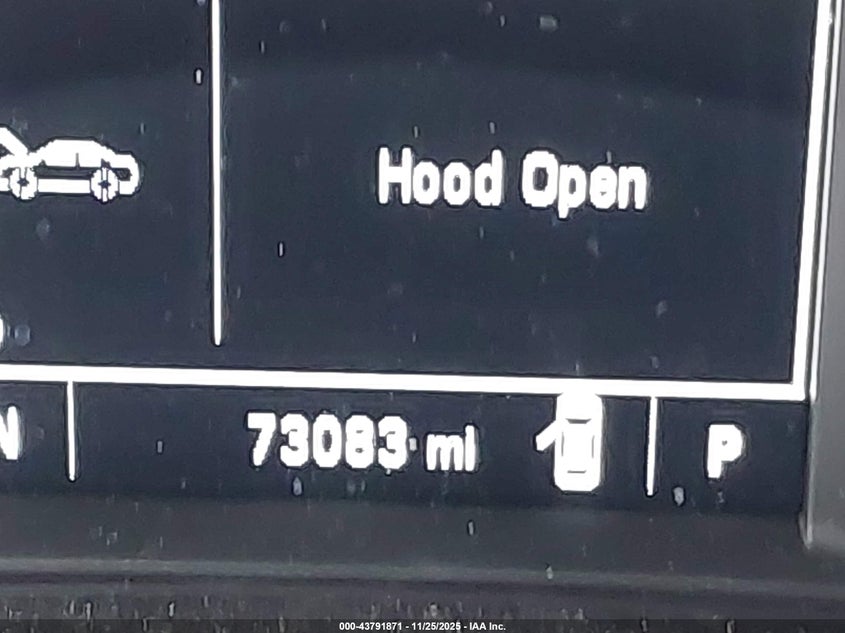 Hood Open
N
73083 mi
P
000-43791871 - 11/25/2025 - IAA Inc.